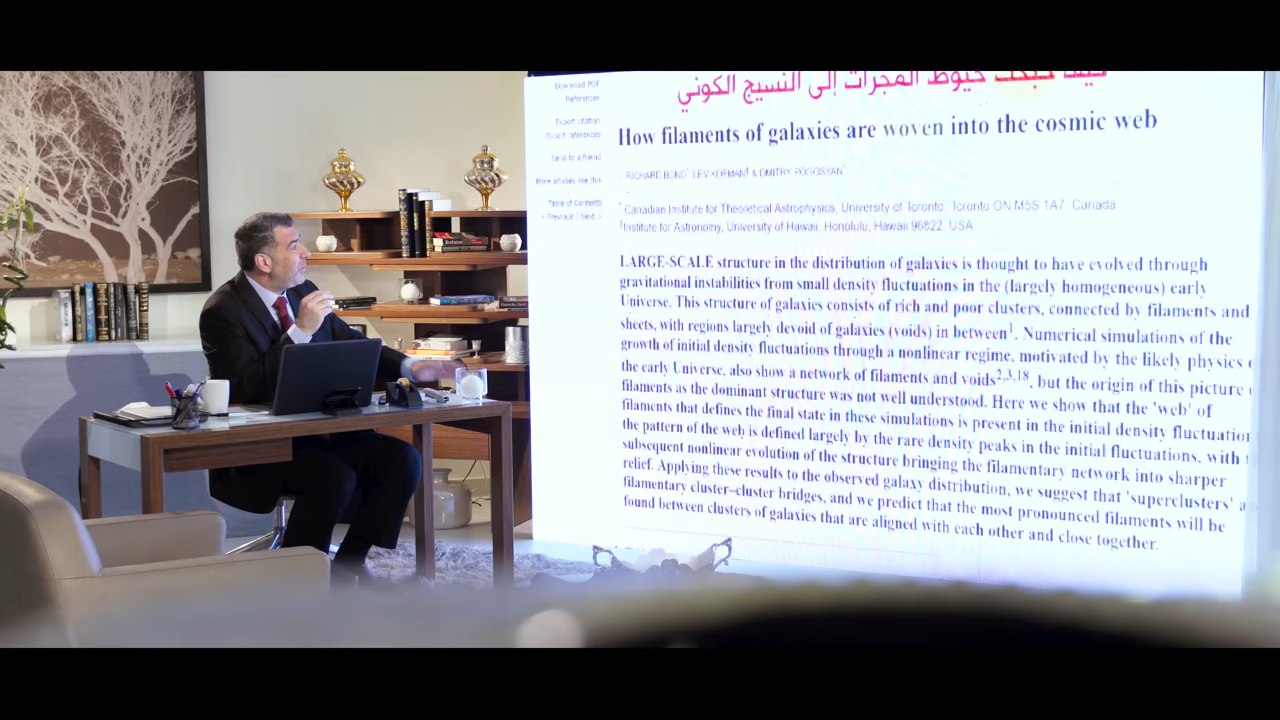 Download PDF
References
Export citation
Export references
Send to a friend
More articles like this
Table of Contents
< Previous | Next >
كيف حبكت خيوط المجرات إلى النسيج الكوني
How filaments of galaxies are woven into the cosmic web
RICHARD BOND*, LEV KOFMAN† & DMITRY POGOSYAN*
*Canadian Institute for Theoretical Astrophysics, University of Toronto, Toronto ON M5S 1A7, Canada
†Institute for Astronomy, University of Hawaii, Honolulu, Hawaii 96822, USA
LARGE-SCALE structure in the distribution of galaxies is thought to have evolved through
gravitational instabilities from small density fluctuations in the (largely homogeneous) early
Universe. This structure of galaxies consists of rich and poor clusters, connected by filaments and
sheets, with regions largely devoid of galaxies (voids) in between1. Numerical simulations of the
growth of initial density fluctuations through a nonlinear regime, motivated by the likely physics
the early Universe, also show a network of filaments and voids2,3,18, but the origin of this picture
filaments as the dominant structure was not well understood. Here we show that the 'web' of
filaments that defines the final state in these simulations is present in the initial density fluctuation
the pattern of the web is defined largely by the rare density peaks in the initial fluctuations, with
subsequent nonlinear evolution of the structure bringing the filamentary network into sharper
relief. Applying these results to the observed galaxy distribution, we suggest that 'superclusters'
filamentary cluster–cluster bridges, and we predict that the most pronounced filaments will be
found between clusters of galaxies that are aligned with each other and close together.